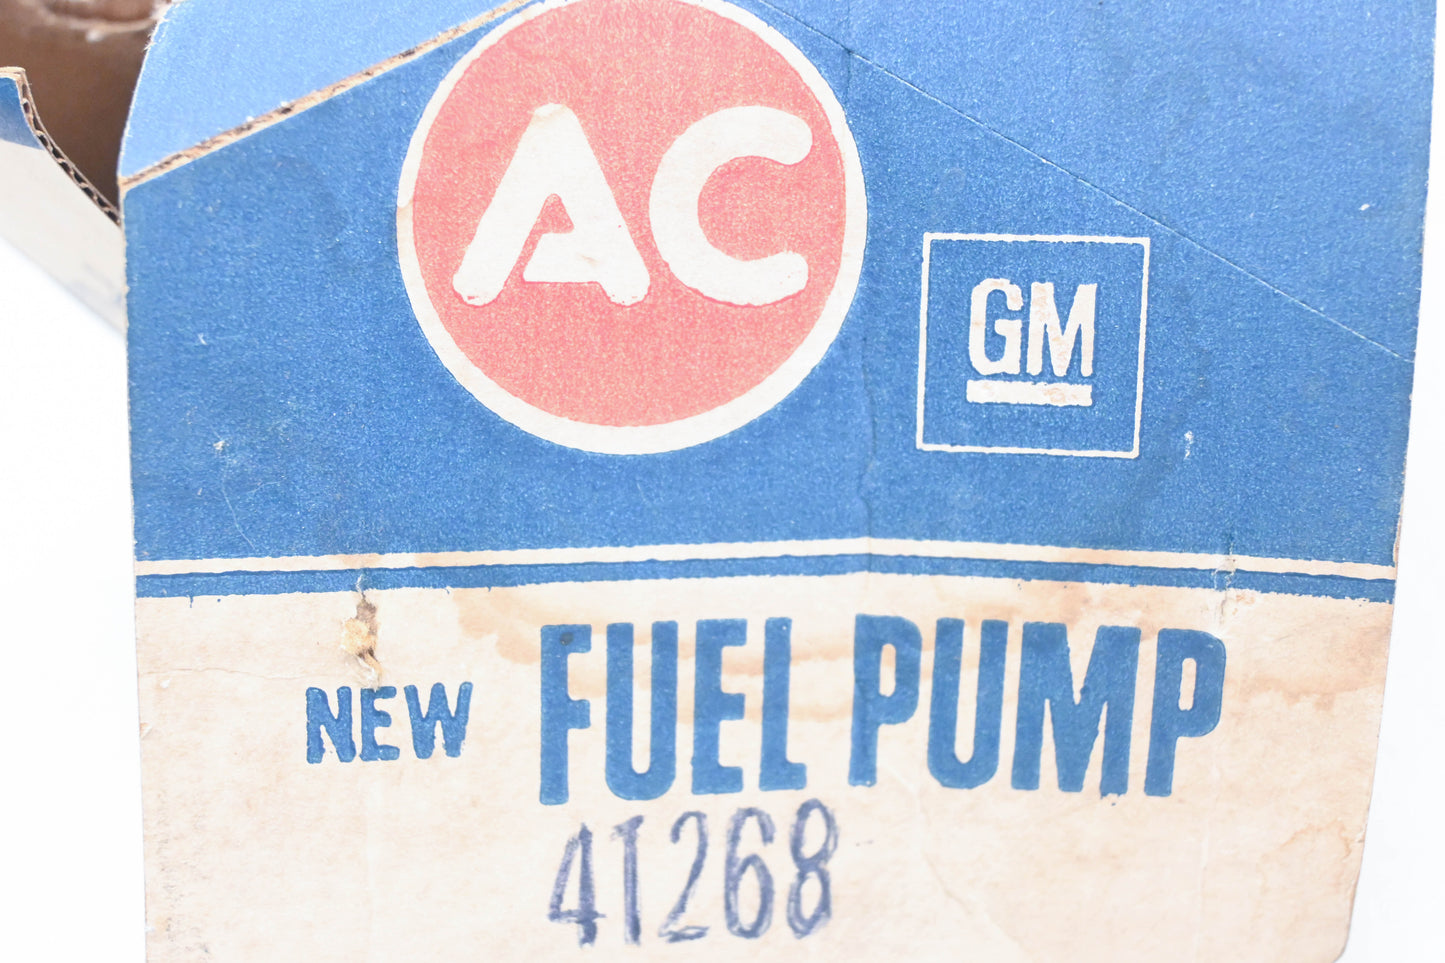 AC
GM
NEW FUEL PUMP
41268